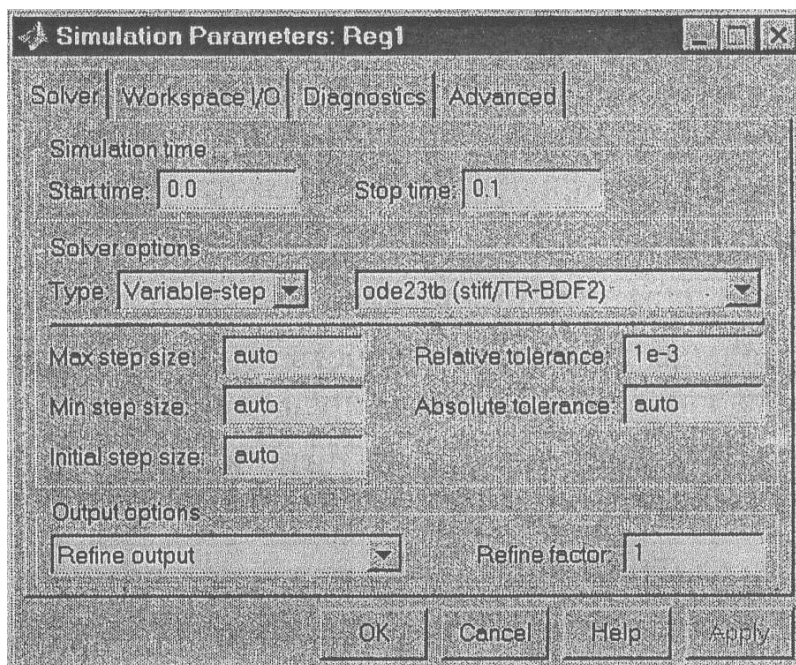 Simulation Parameters: Reg1
Solver Workspace I/O Diagnostics Advanced
Simulation time
Start time: 0.0 Stop time: 0.1
Solver options
Type: Variable-step ode23tb (stiff/TR-BDF2)
Max step size: auto Relative tolerance: 1e-3
Min step size: auto Absolute tolerance: auto
Initial step size: auto
Output options
Refine output Refine factor: 1
OK Cancel Help Apply